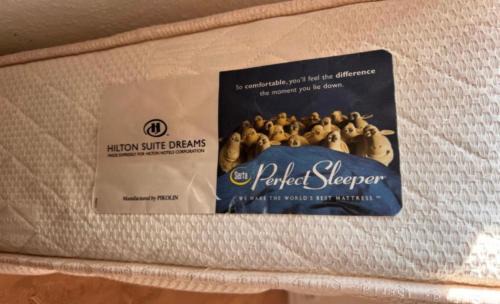 HILTON SUITE DREAMS
MADE EXPRESSLY FOR HILTON HOTELS CORPORATION
Manufactured by PIKOLIN
So comfortable, you'll feel the difference
the moment you lie down.
Serta
Perfect Sleeper
WE MAKE THE WORLD'S BEST MATTRESS™